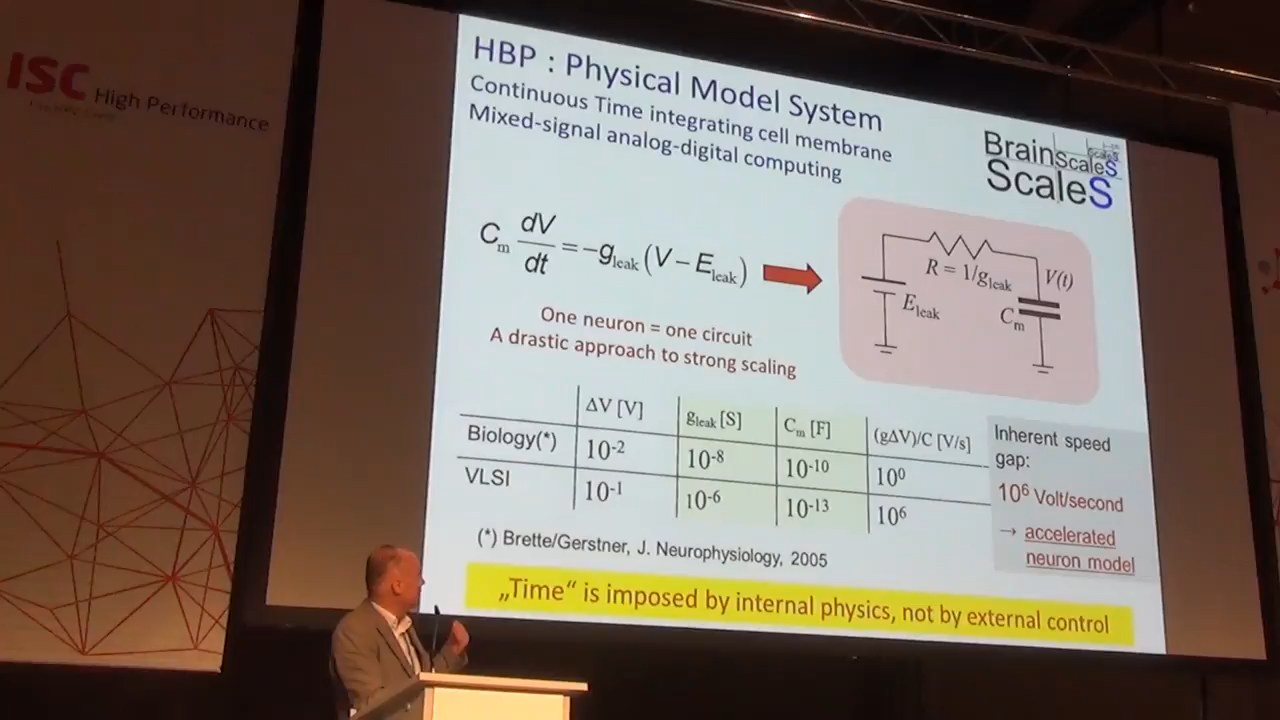 ISC
High Performance
HBP : Physical Model System
Continuous Time integrating cell membrane
Mixed-signal analog-digital computing
BrainScaleS
ScaleS
C_m dV/dt = −g_leak (V − E_leak)
R = 1/g_leak
V(t)
E_leak
C_m
One neuron = one circuit
A drastic approach to strong scaling
ΔV [V] g_leak [S] C_m [F] (gΔV)/C [V/s]
Biology(*) 10^-2 10^-8 10^-10 10^0
VLSI 10^-1 10^-6 10^-13 10^6
Inherent speed
gap:
10^6 Volt/second
→ accelerated
neuron model
(*) Brette/Gerstner, J. Neurophysiology, 2005
„Time“ is imposed by internal physics, not by external control